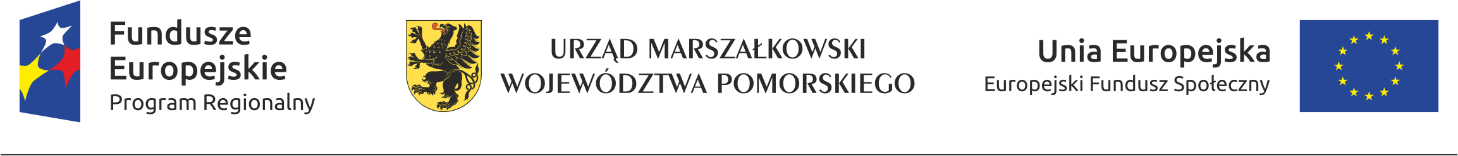 Fundusze
Europejskie
Program Regionalny
URZĄD MARSZAŁKOWSKI
WOJEWÓDZTWA POMORSKIEGO
Unia Europejska
Europejski Fundusz Społeczny